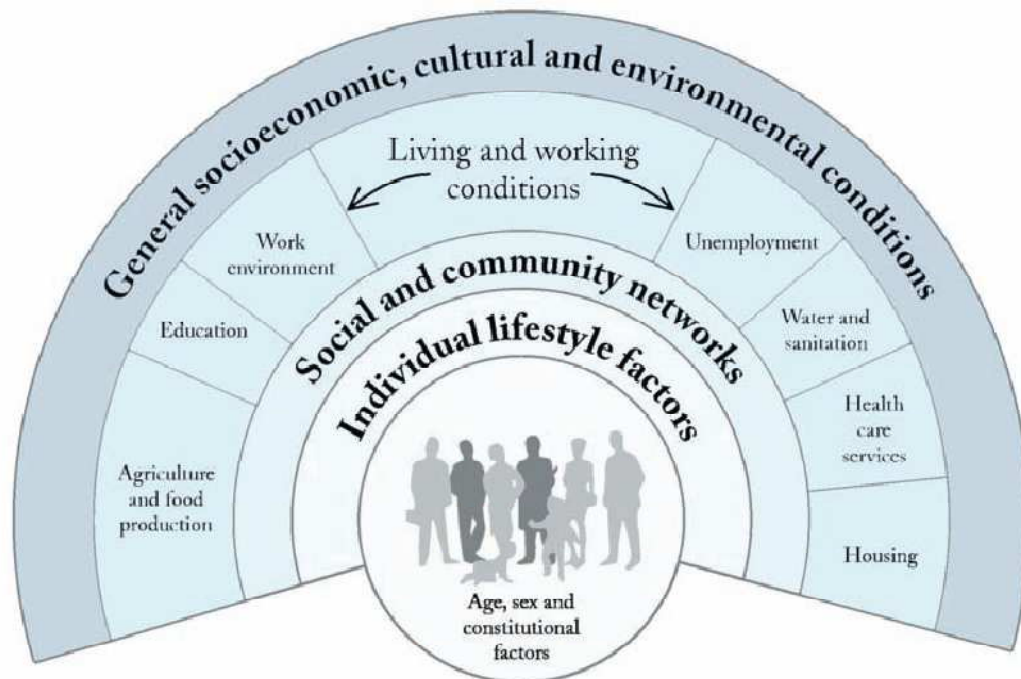 General socioeconomic, cultural and environmental conditions
Living and working
conditions
Work
environment
Unemployment
Education
Water and
sanitation
Agriculture
and food
production
Health
care
services
Housing
Social and community networks
Individual lifestyle factors
Age, sex and
constitutional
factors